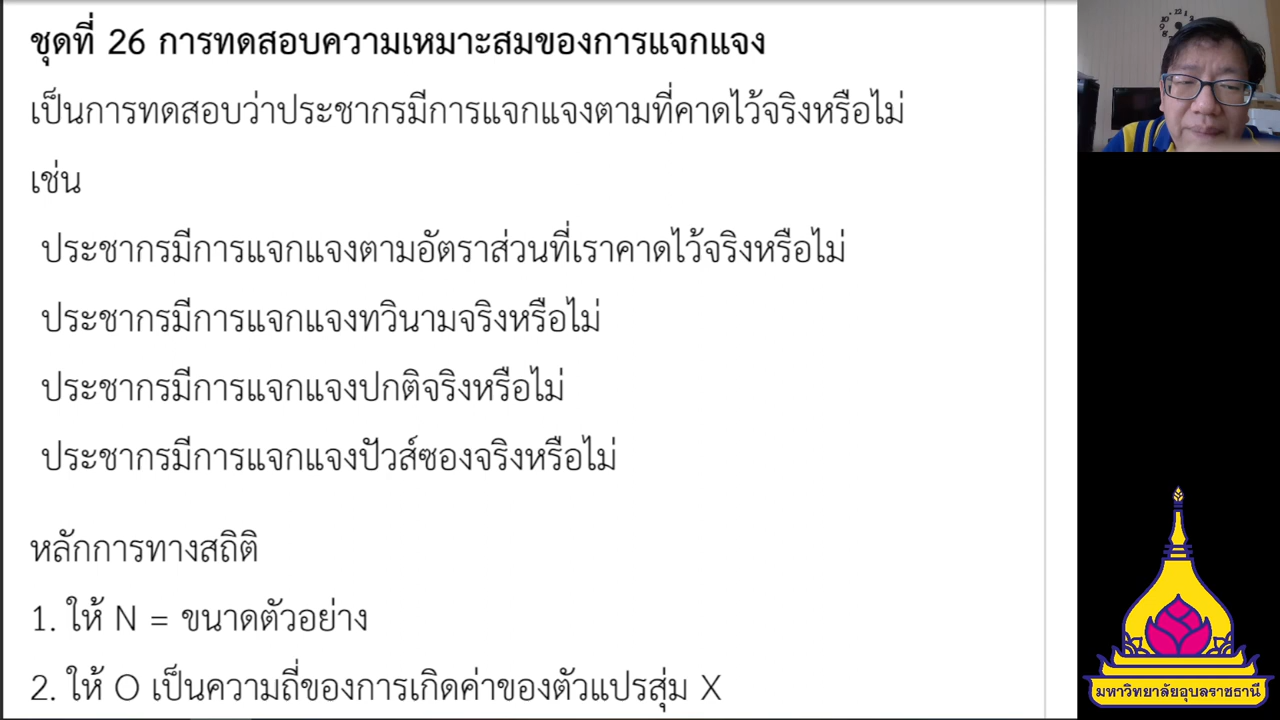 ชุดที่ 26 การทดสอบความเหมาะสมของการแจกแจง
เป็นการทดสอบว่าประชากรมีการแจกแจงตามที่คาดไว้จริงหรือไม่
เช่น
ประชากรมีการแจกแจงตามอัตราส่วนที่เราคาดไว้จริงหรือไม่
ประชากรมีการแจกแจงทวินามจริงหรือไม่
ประชากรมีการแจกแจงปกติจริงหรือไม่
ประชากรมีการแจกแจงปัวส์ซองจริงหรือไม่
หลักการทางสถิติ
1. ให้ N = ขนาดตัวอย่าง
2. ให้ O เป็นความถี่ของการเกิดค่าของตัวแปรสุ่ม X
มหาวิทยาลัยอุบลราชธานี